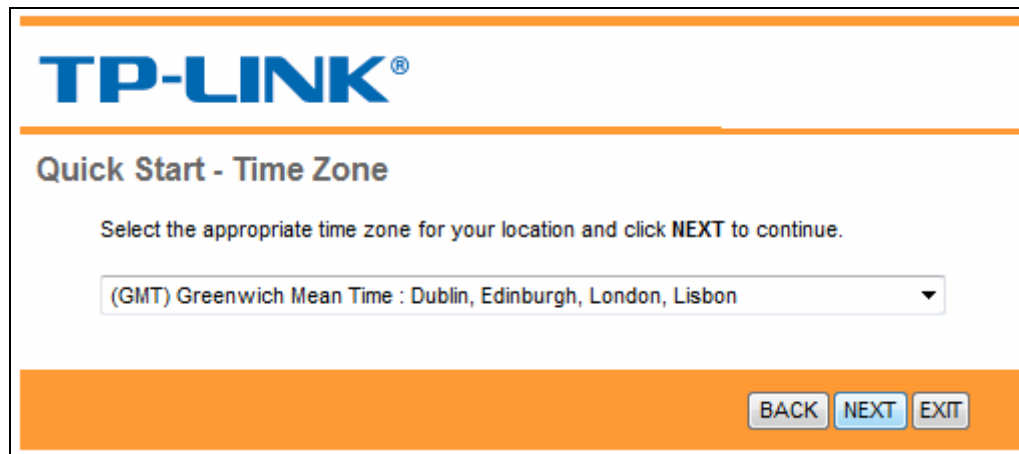 TP-LINK®
Quick Start - Time Zone
Select the appropriate time zone for your location and click NEXT to continue.
(GMT) Greenwich Mean Time : Dublin, Edinburgh, London, Lisbon
BACK NEXT EXIT